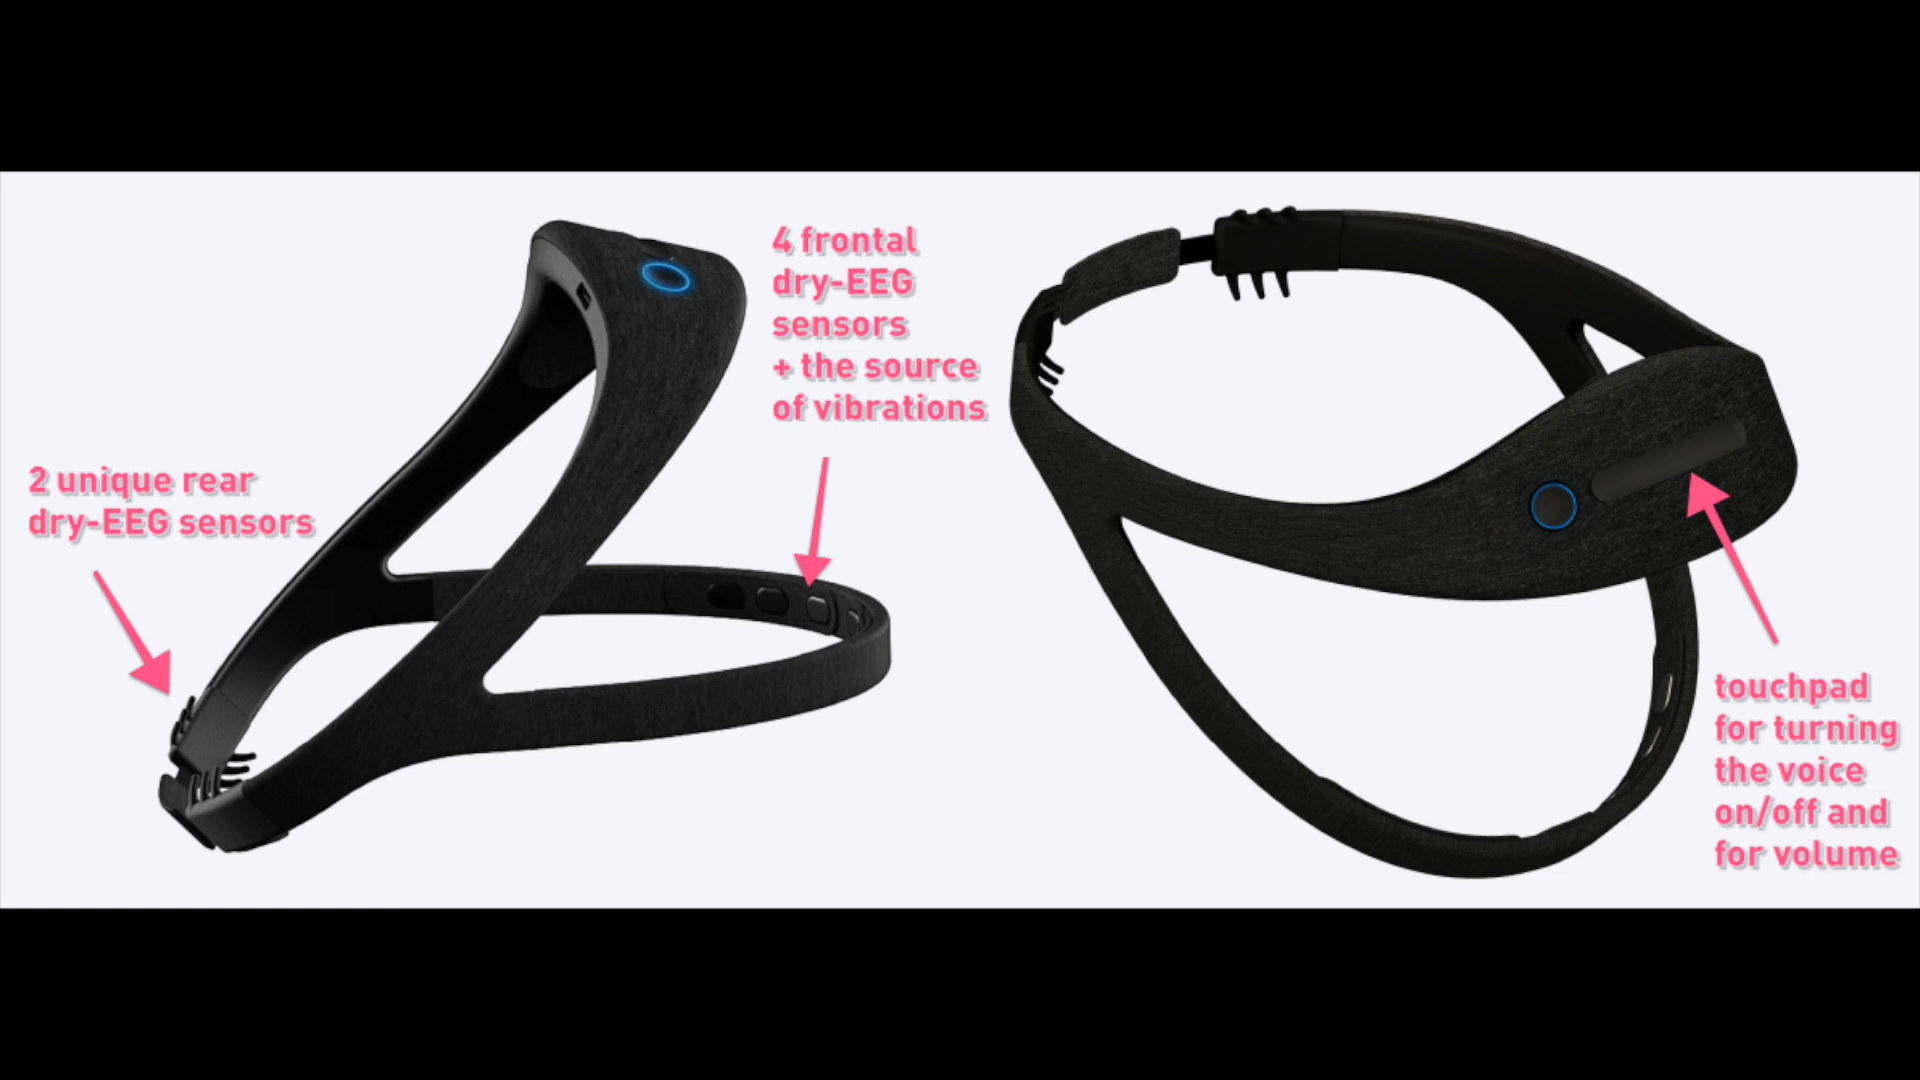 4 frontal
dry-EEG
sensors
+ the source
of vibrations
2 unique rear
dry-EEG sensors
touchpad
for turning
the voice
on/off and
for volume